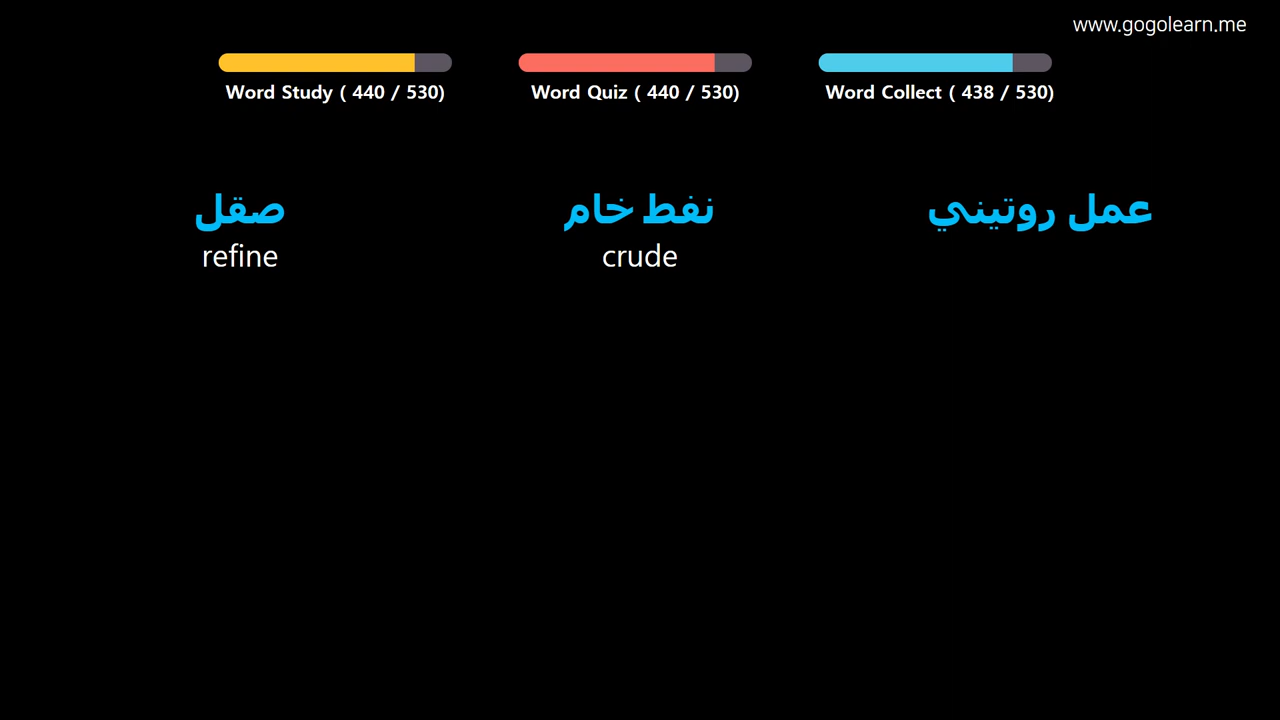 www.gogolearn.me
Word Study ( 440 / 530)
Word Quiz ( 440 / 530)
Word Collect ( 438 / 530)
صقل
refine
نفط خام
crude
عمل روتيني